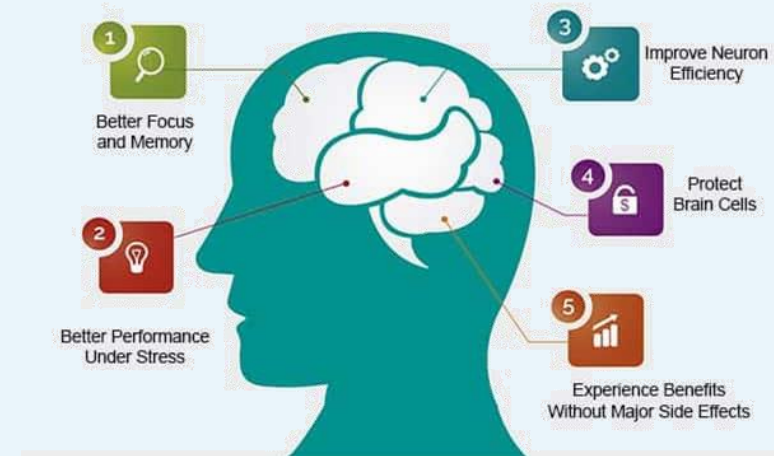 1
Better Focus
and Memory
2
Better Performance
Under Stress
3
Improve Neuron
Efficiency
4
$
Protect
Brain Cells
5
Experience Benefits
Without Major Side Effects